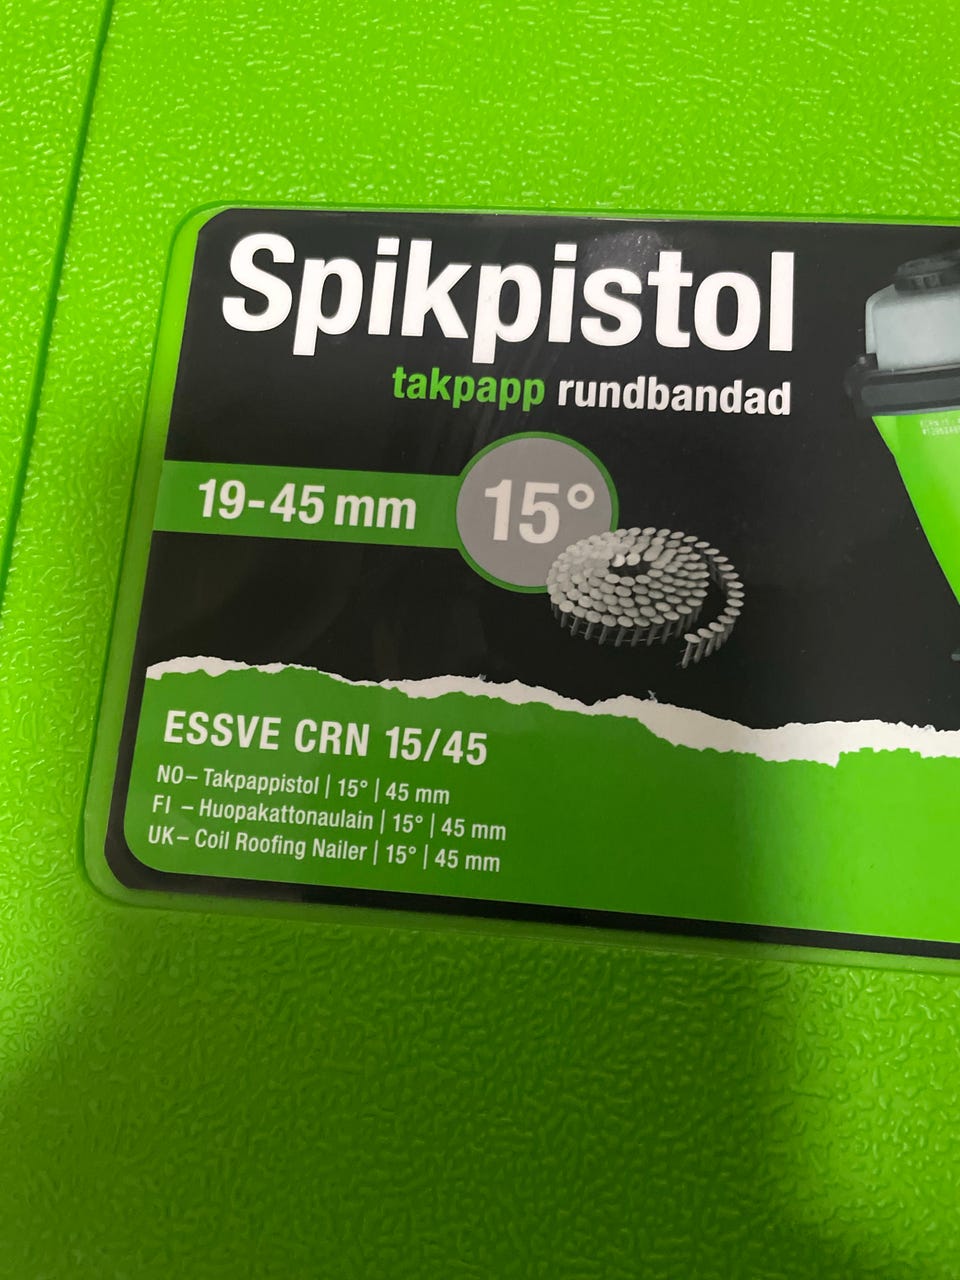 Spikpistol
takpapp rundbandad
19-45 mm
15°
ESSVE CRN 15/45
NO– Takpappistol | 15° | 45 mm
FI – Huopakattonaulain | 15° | 45 mm
UK– Coil Roofing Nailer | 15° | 45 mm